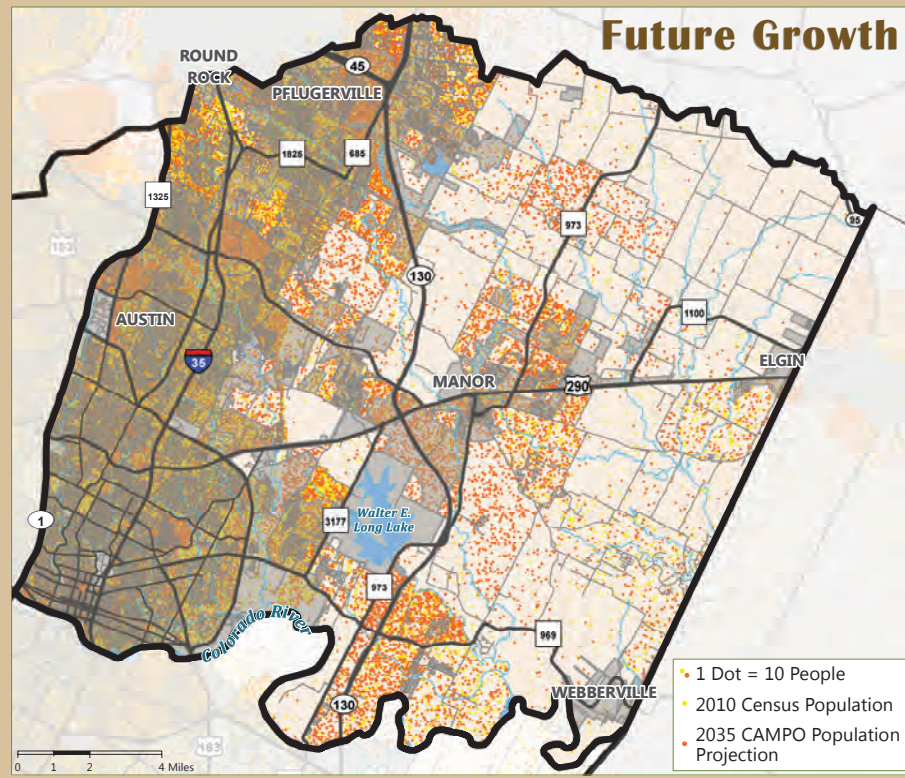 Future Growth
ROUND
ROCK
45
PFLUGERVILLE
1825
685
1325
183
973
95
130
1100
AUSTIN
35
ELGIN
MANOR
290
Walter E.
Long Lake
3177
1
973
Colorado River
969
WEBBERVILLE
130
183
0 1 2 4 Miles
1 Dot = 10 People
2010 Census Population
2035 CAMPO Population
Projection